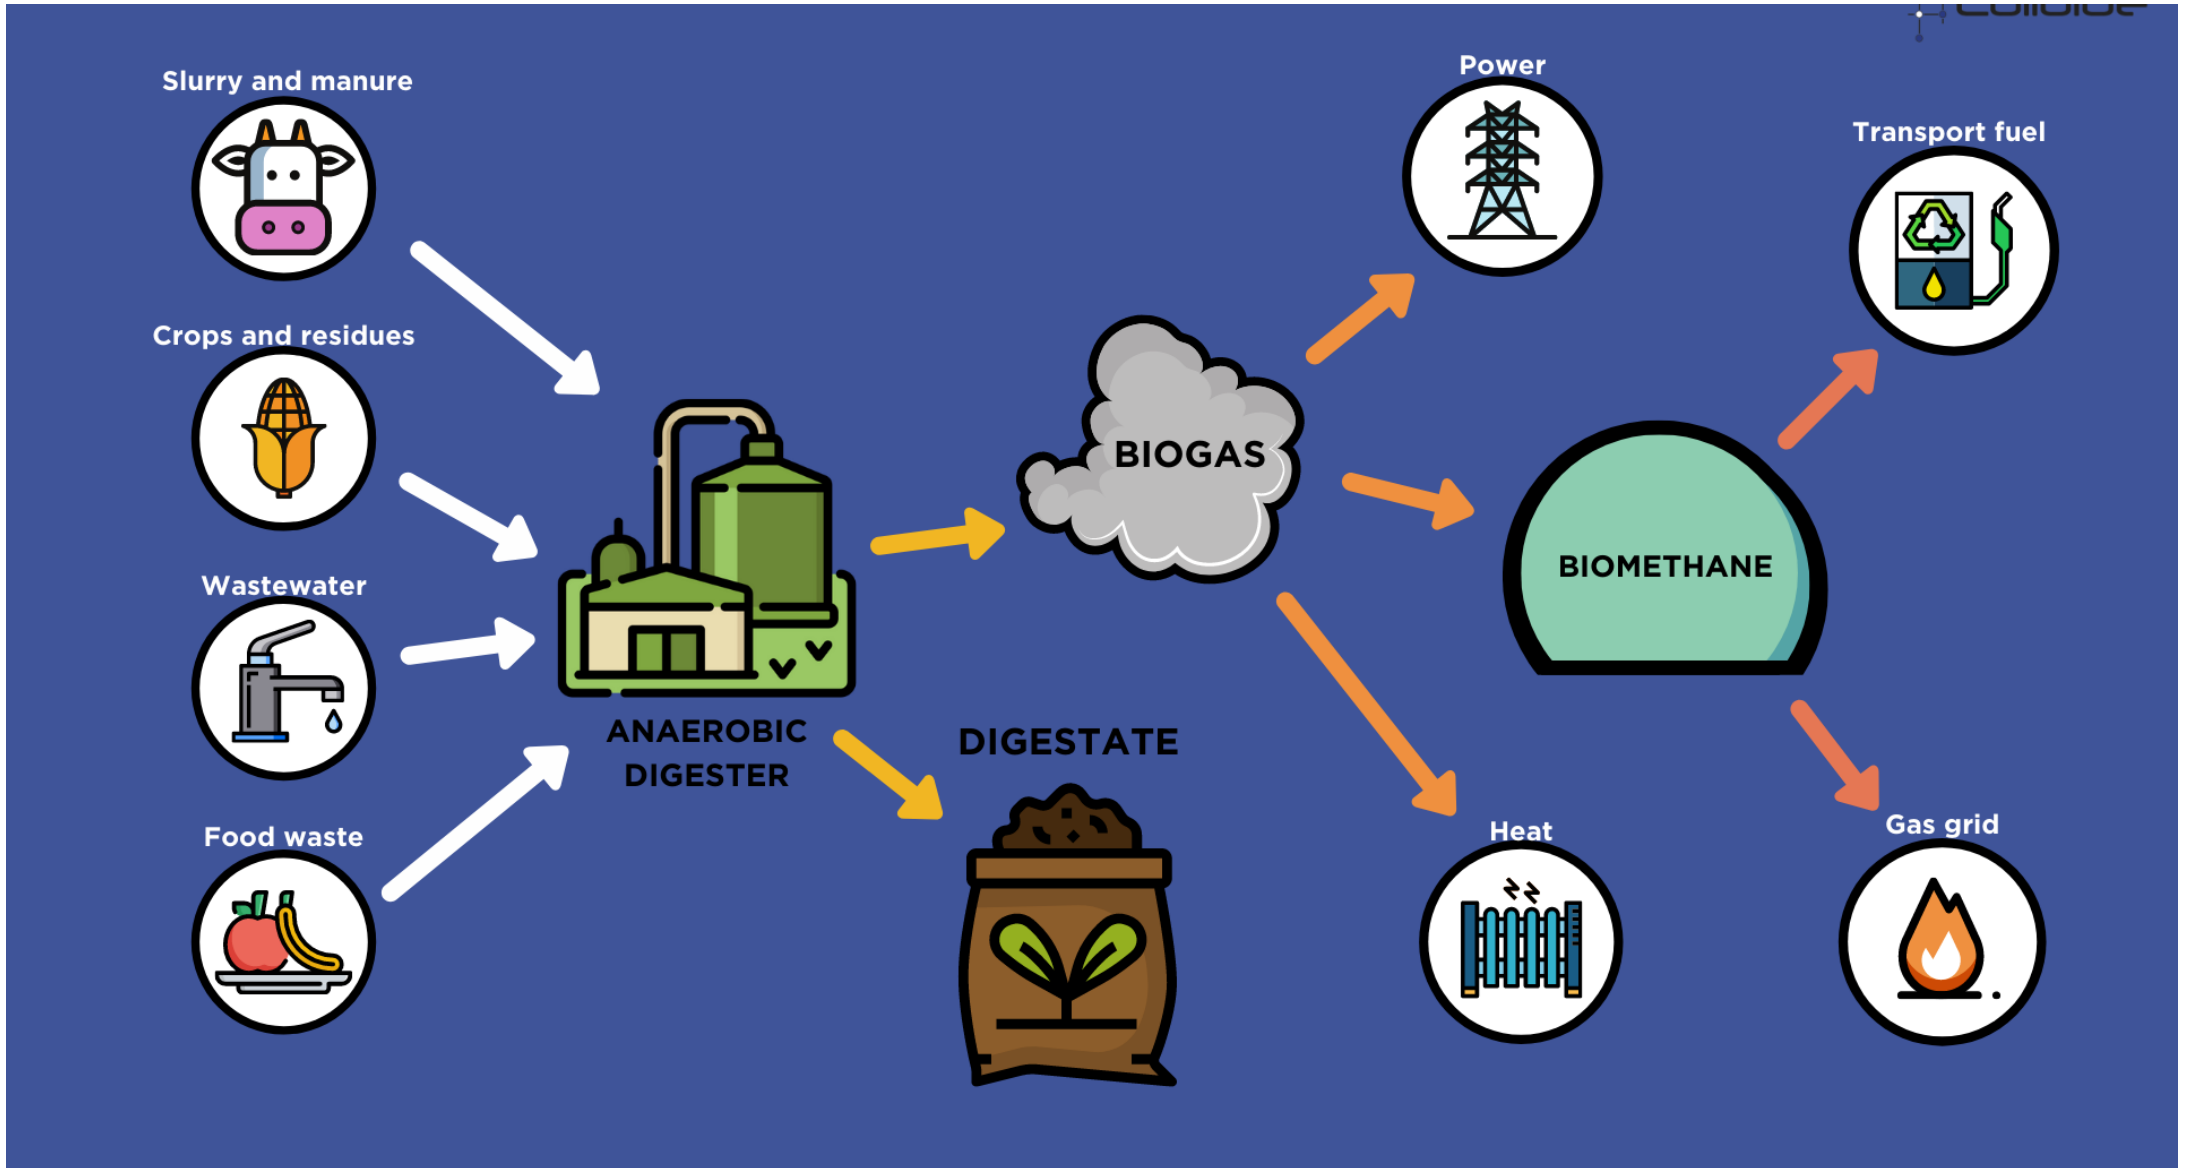 Slurry and manure
Crops and residues
Wastewater
Food waste
ANAEROBIC
DIGESTER
DIGESTATE
BIOGAS
Power
Heat
BIOMETHANE
Transport fuel
Gas grid